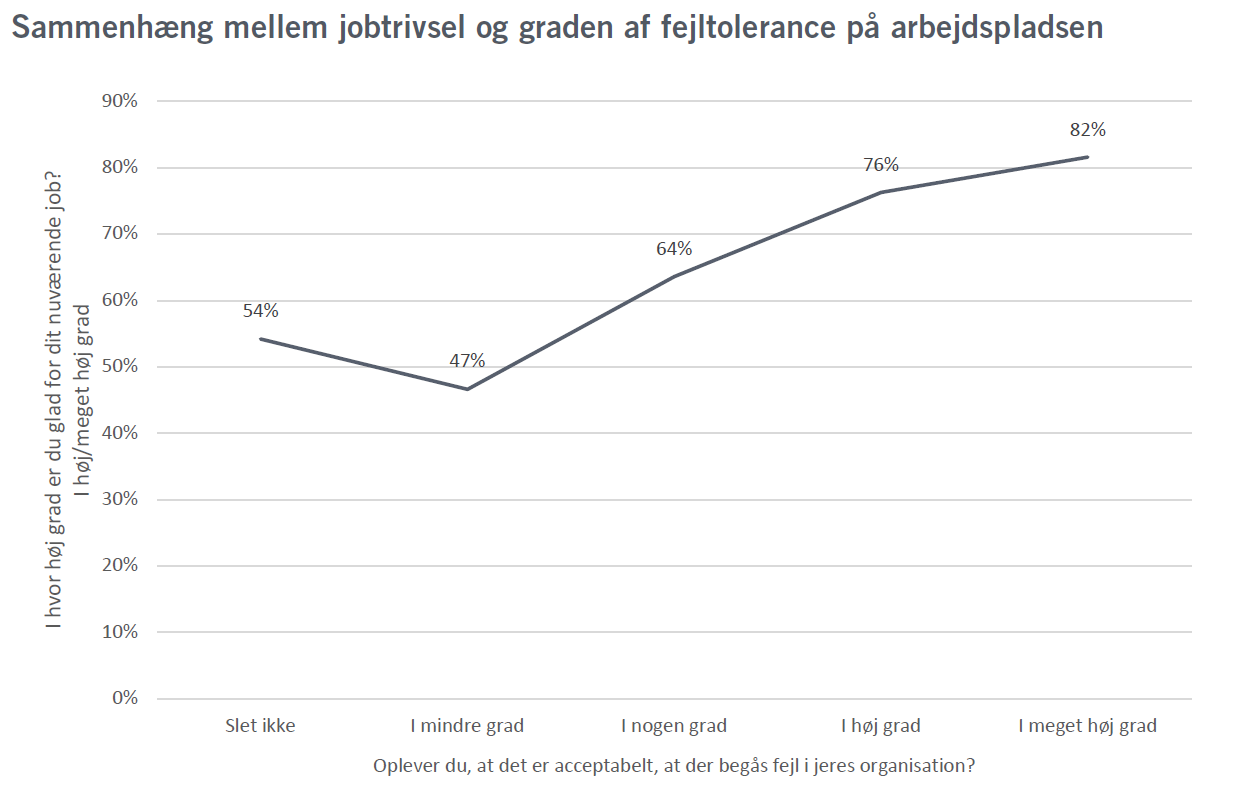 Sammenhæng mellem jobtrivsel og graden af fejltolerance på arbejdspladsen
I hvor høj grad er du glad for dit nuværende job?
I høj/meget høj grad
90%
80%
70%
60%
50%
40%
30%
20%
10%
0%
54%
47%
64%
76%
82%
Slet ikke
I mindre grad
I nogen grad
I høj grad
I meget høj grad
Oplever du, at det er acceptabelt, at der begås fejl i jeres organisation?